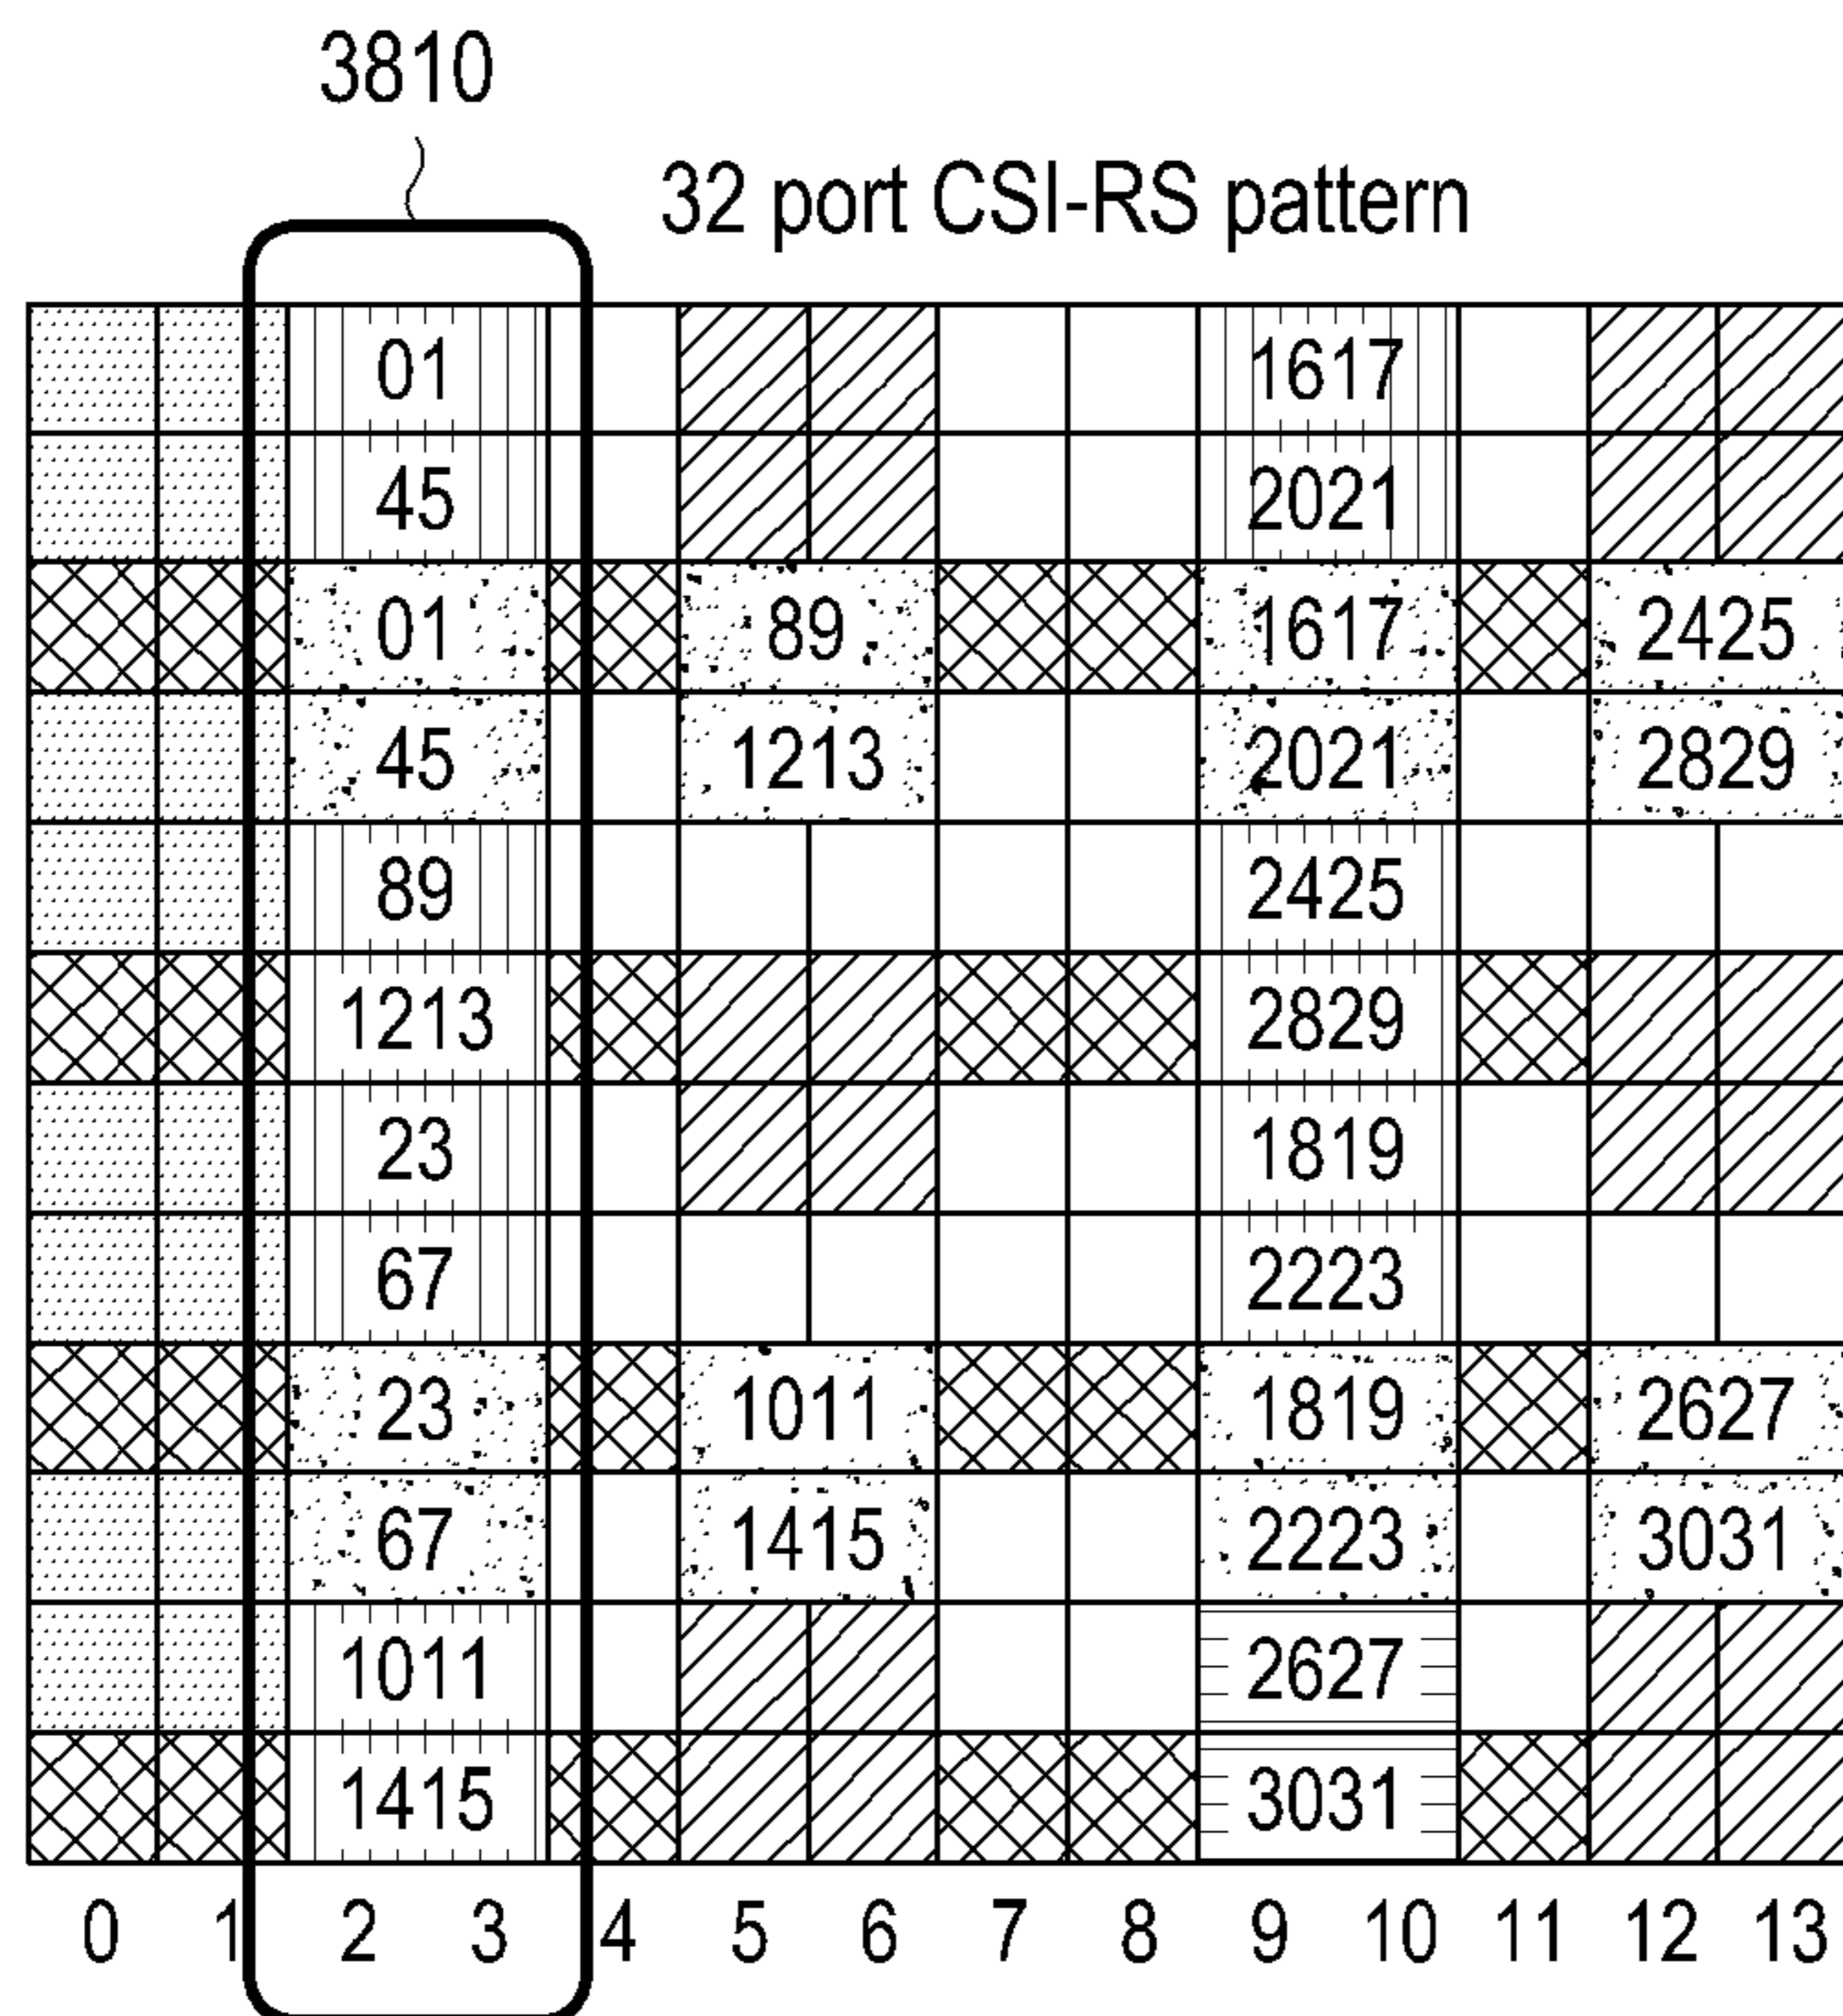 3810
32 port CSI-RS pattern
01 1617
45 2021
01 89 1617 2425
45 1213 2021 2829
89 2425
1213 2829
23 1819
67 2223
23 1011 1819 2627
67 1415 2223 3031
1011 2627
1415 3031
0 1 2 3 4 5 6 7 8 9 10 11 12 13